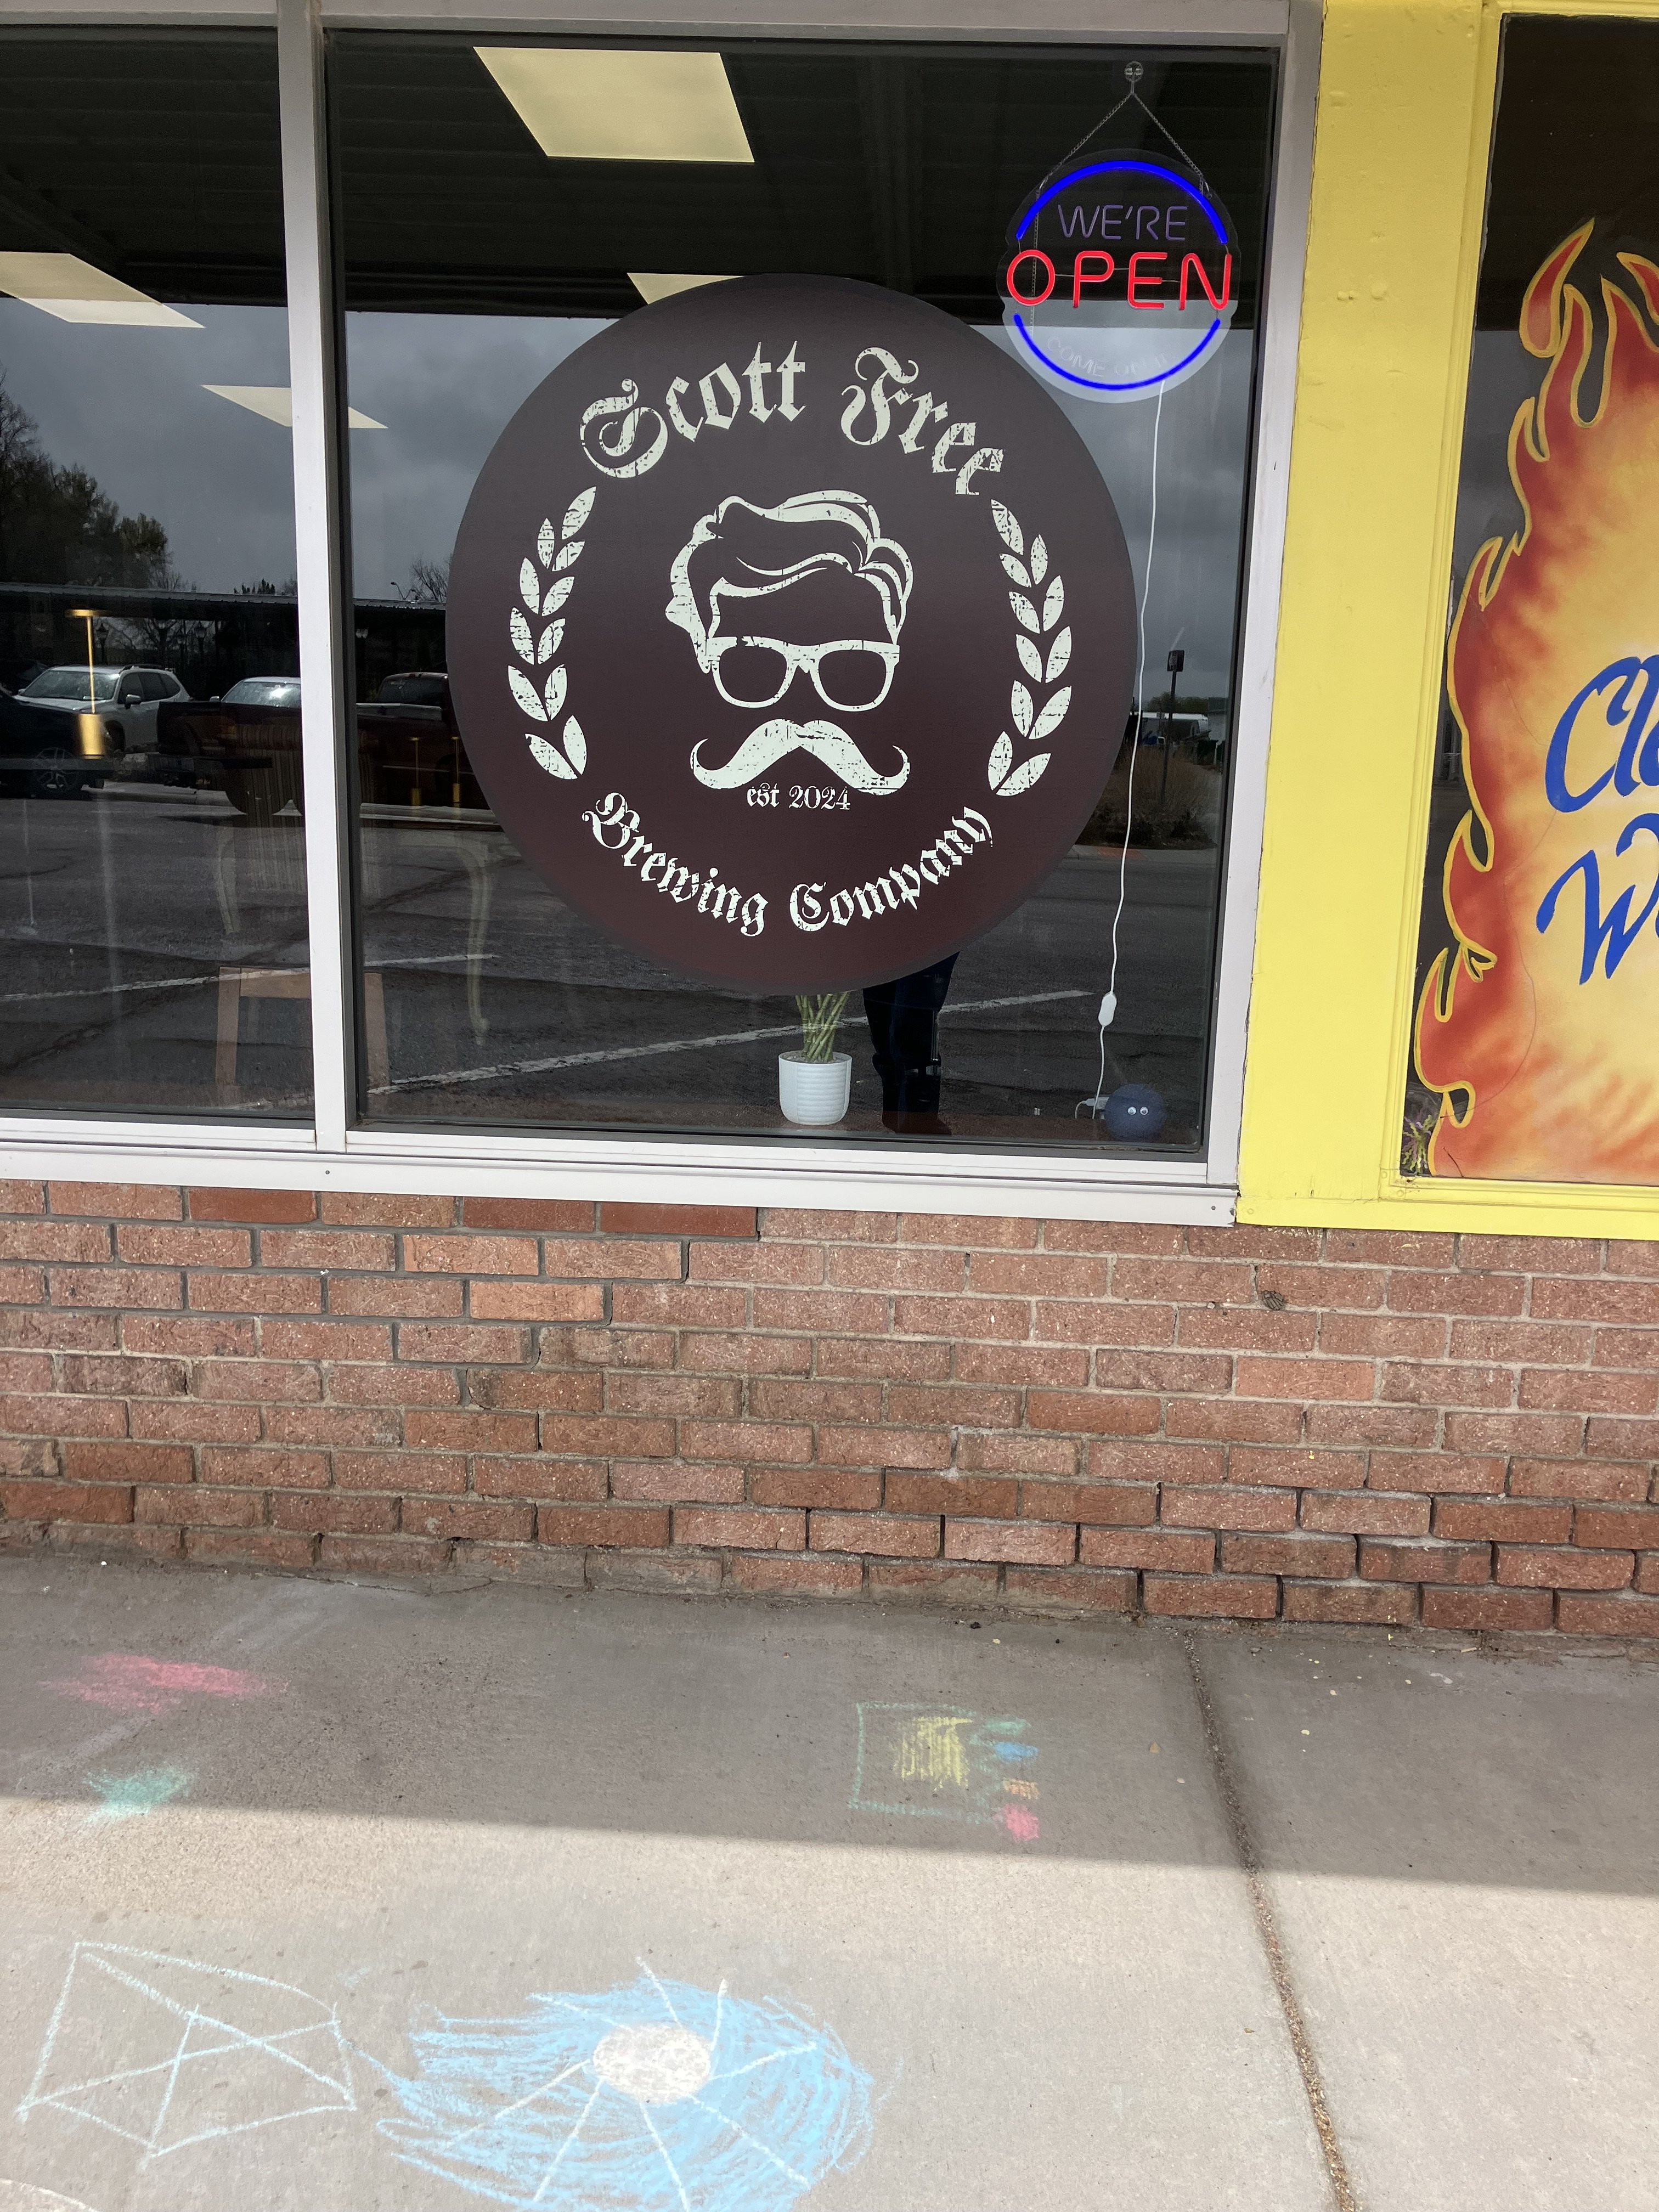 WE'RE
OPEN
Scott Free
est 2024
Brewing Company